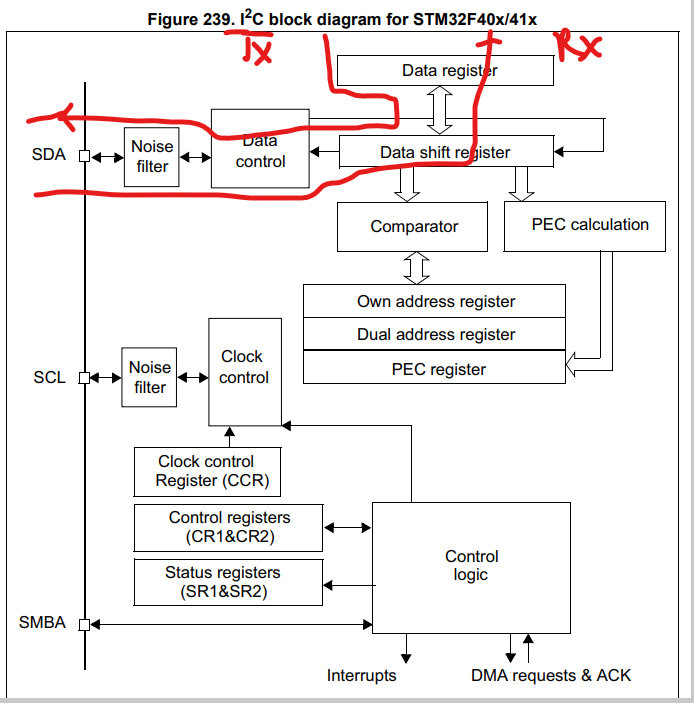 Figure 239. I2C block diagram for STM32F40x/41x
Tx
Rx
Data register
SDA
Noise
filter
Data
control
Data shift register
Comparator
PEC calculation
Own address register
Dual address register
PEC register
SCL
Noise
filter
Clock
control
Clock control
Register (CCR)
Control registers
(CR1&CR2)
Status registers
(SR1&SR2)
Control
logic
SMBA
Interrupts
DMA requests & ACK